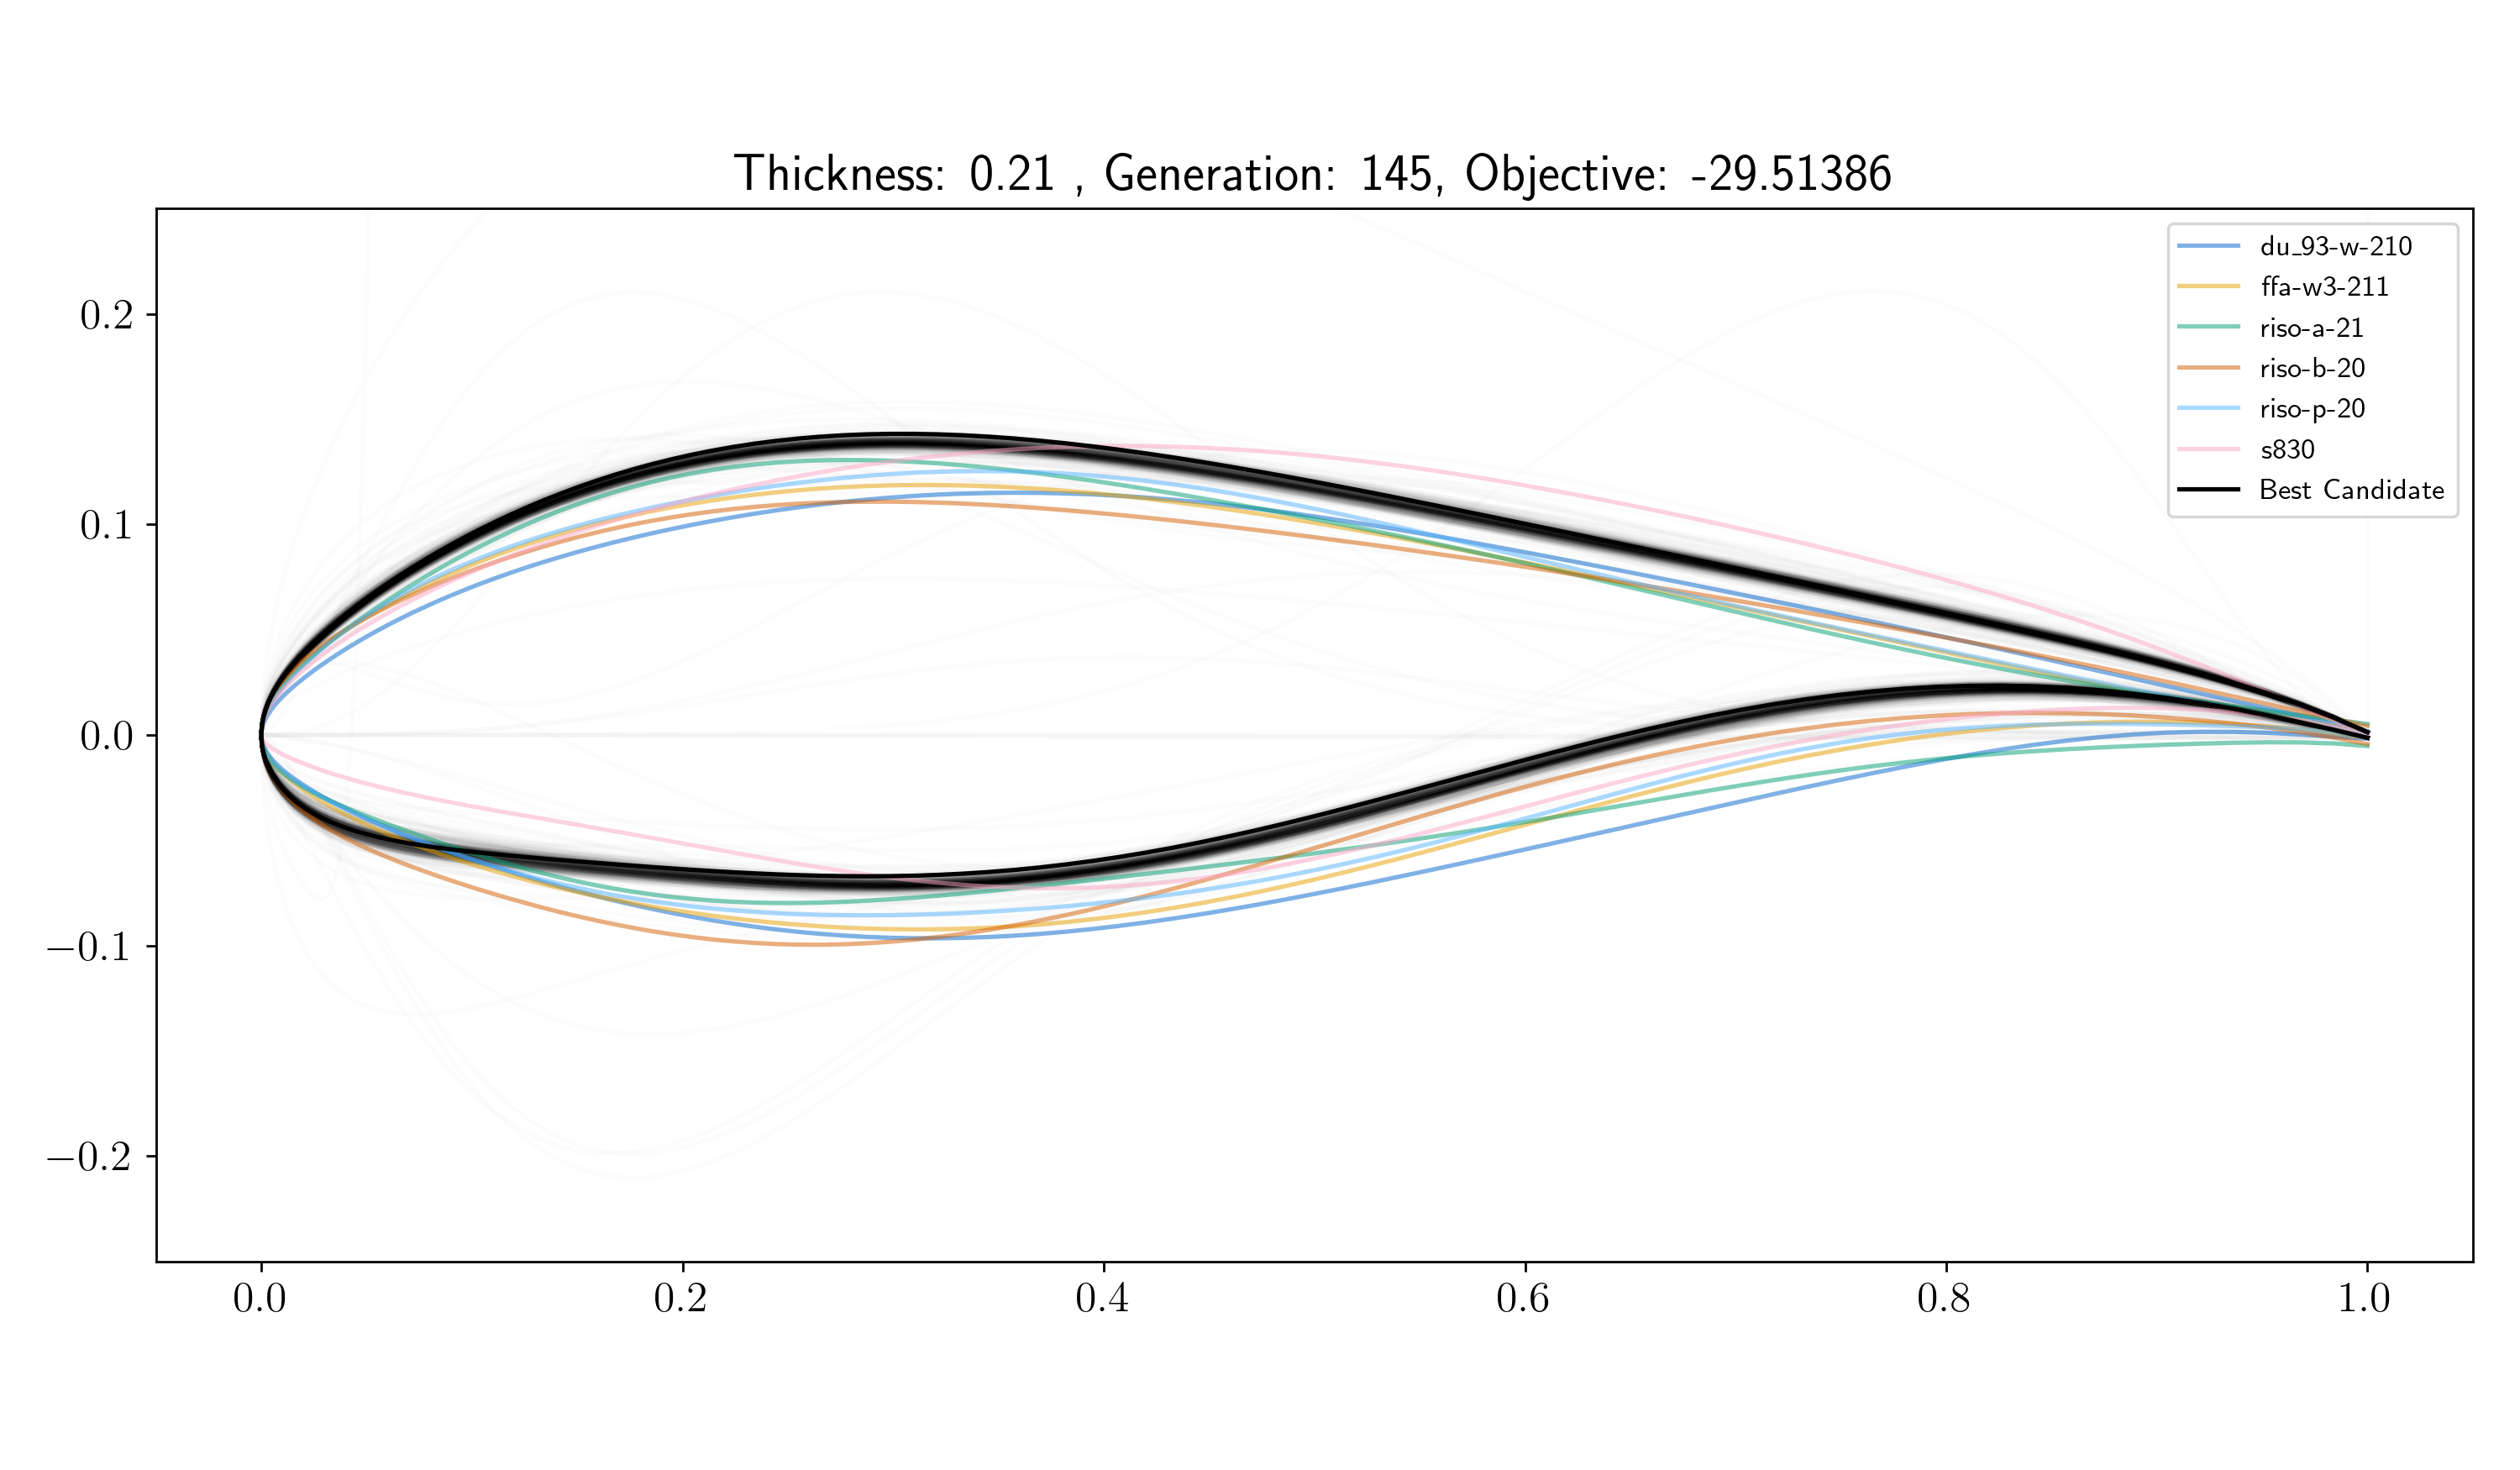 Thickness: 0.21 , Generation: 145, Objective: -29.51386
du_93-w-210
ffa-w3-211
riso-a-21
riso-b-20
riso-p-20
s830
Best Candidate
0.2
0.1
0.0
−0.1
−0.2
0.0 0.2 0.4 0.6 0.8 1.0